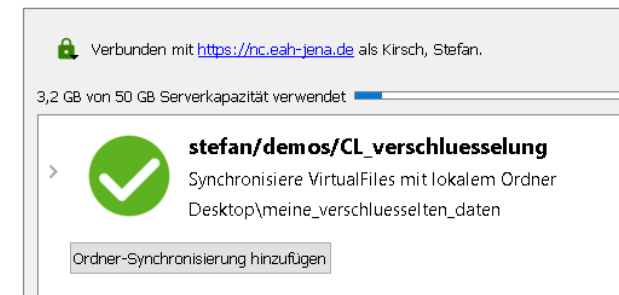 Verbunden mit https://nc.eah-jena.de als Kirsch, Stefan.
3,2 GB von 50 GB Serverkapazität verwendet
stefan/demos/CL_verschluesselung
Synchronisiere VirtualFiles mit lokalem Ordner
Desktop\meine_verschluesselten_daten
Ordner-Synchronisierung hinzufügen